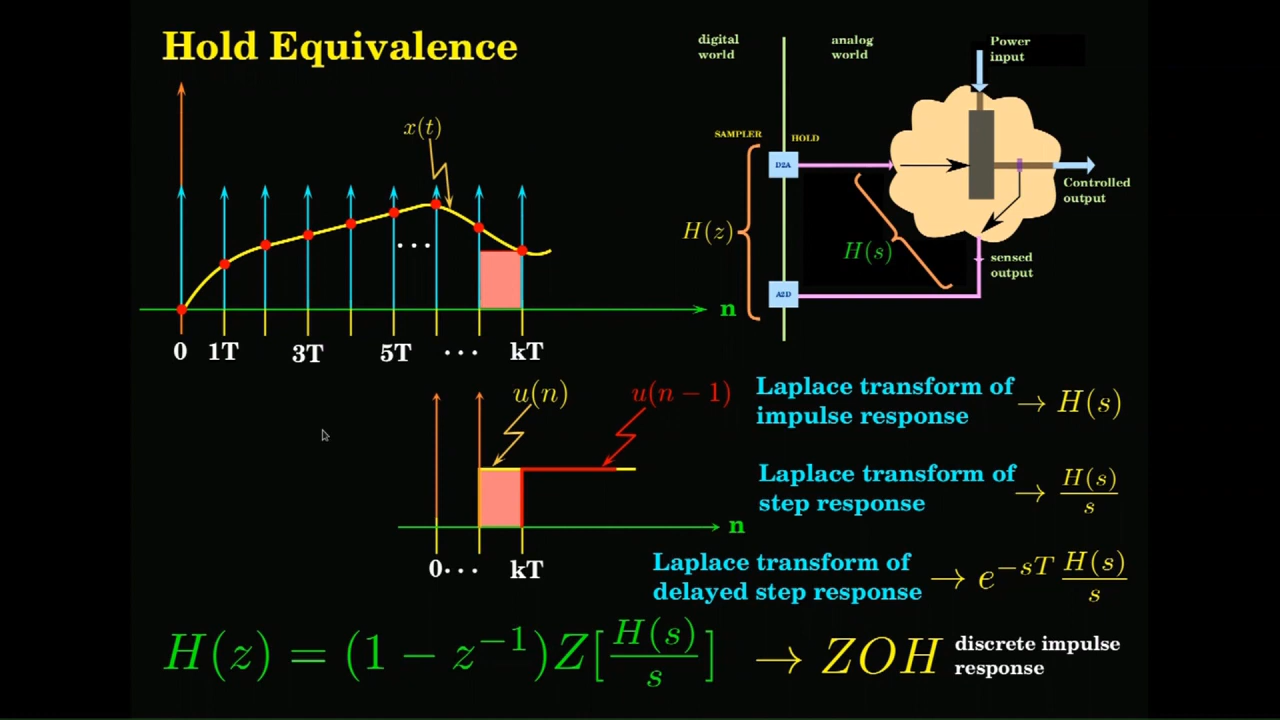 Hold Equivalence
x(t)
. . .
n
0 1T 3T 5T . . . kT
digital
world
analog
world
Power
input
SAMPLER
HOLD
D2A
Controlled
output
H(z)
H(s)
sensed
output
A2D
u(n)
u(n − 1)
n
0. . . kT
Laplace transform of
impulse response
→ H(s)
Laplace transform of
step response
→ H(s)/s
Laplace transform of
delayed step response
→ e^{−sT} H(s)/s
H(z) = (1 − z^{−1})Z[H(s)/s]
→ ZOH
discrete impulse
response